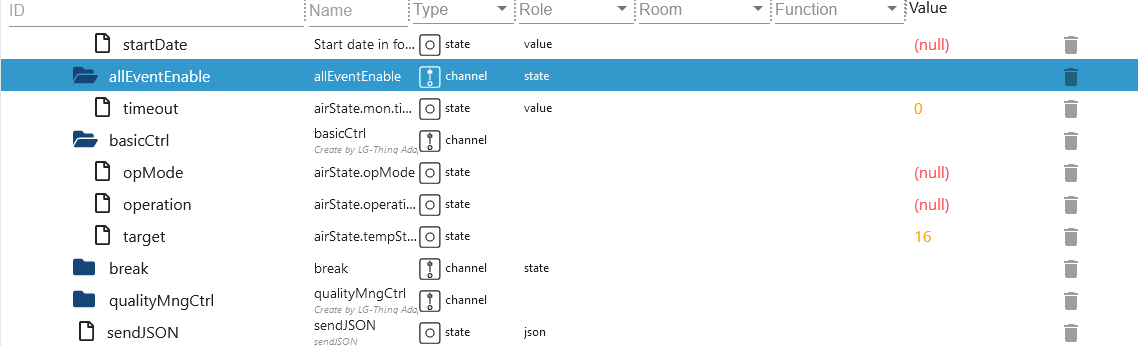 ID Name Type Role Room Function Value
startDate Start date in fo... state value (null)
allEventEnable allEventEnable channel state
timeout airState.mon.ti... state value 0
basicCtrl basicCtrl channel
Create by LG-Thinq Ada
opMode airState.opMode state (null)
operation airState.operati... state (null)
target airState.tempSt... state 16
break break channel state
qualityMngCtrl qualityMngCtrl channel
Create by LG-Thinq Ada
sendJSON sendJSON state json
sendJSON